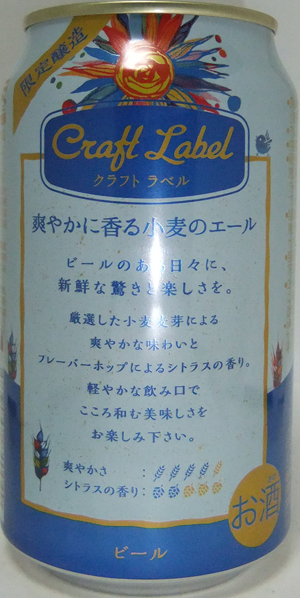 限定醸造
Craft Label
クラフト ラベル
爽やかに香る小麦のエール
ビールのある日々に、
新鮮な驚きと楽しさを。
厳選した小麦麦芽による
爽やかな味わいと
フレーバーホップによるシトラスの香り。
軽やかな飲み口で
こころ和む美味しさを
お楽しみ下さい。
爽やかさ :
シトラスの香り :
お酒
ビール